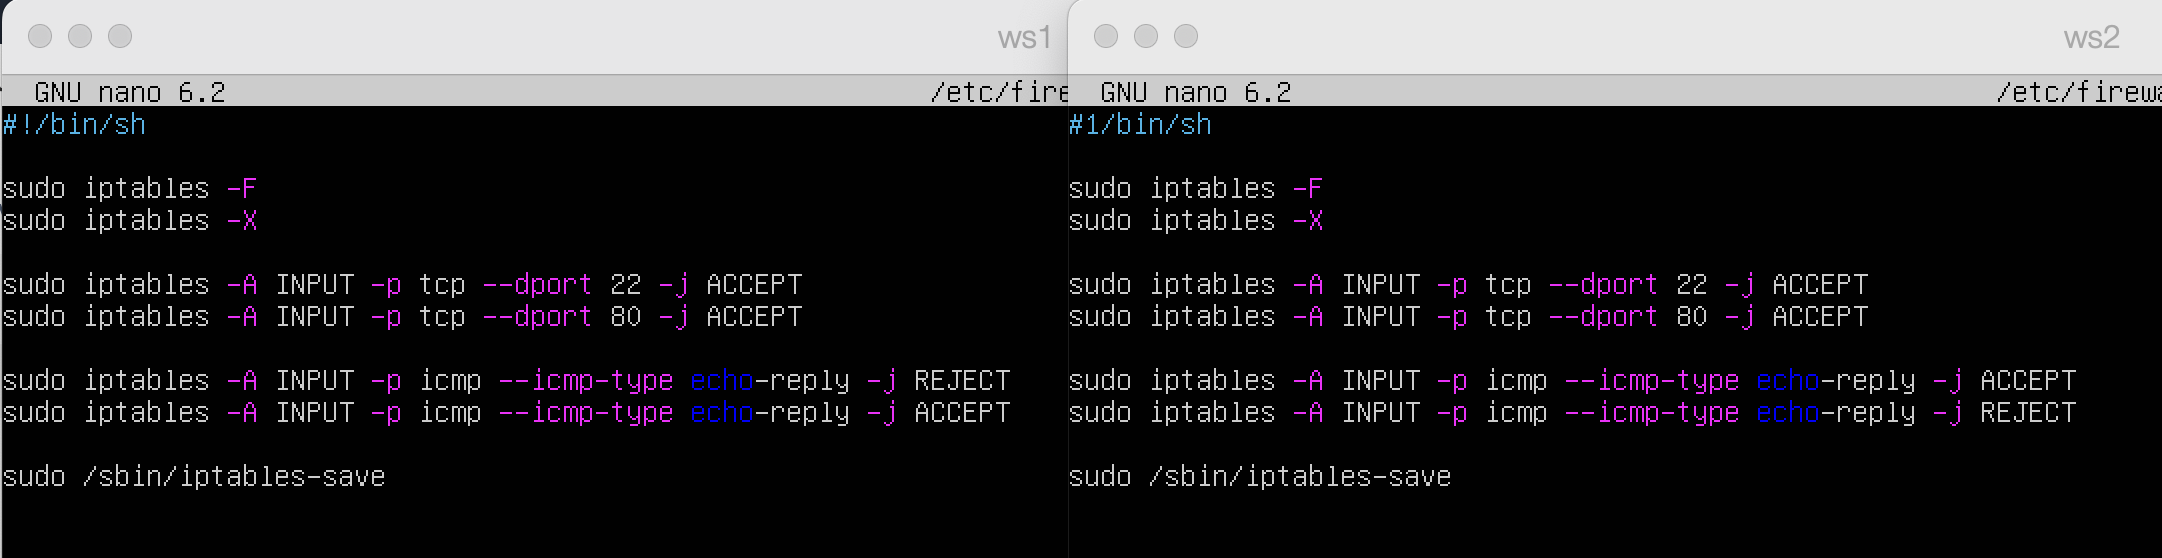 ws1
GNU nano 6.2 /etc/fire
#!/bin/sh
sudo iptables -F
sudo iptables -X
sudo iptables -A INPUT -p tcp --dport 22 -j ACCEPT
sudo iptables -A INPUT -p tcp --dport 80 -j ACCEPT
sudo iptables -A INPUT -p icmp --icmp-type echo-reply -j REJECT
sudo iptables -A INPUT -p icmp --icmp-type echo-reply -j ACCEPT
sudo /sbin/iptables-save
ws2
GNU nano 6.2 /etc/firewa
#1/bin/sh
sudo iptables -F
sudo iptables -X
sudo iptables -A INPUT -p tcp --dport 22 -j ACCEPT
sudo iptables -A INPUT -p tcp --dport 80 -j ACCEPT
sudo iptables -A INPUT -p icmp --icmp-type echo-reply -j ACCEPT
sudo iptables -A INPUT -p icmp --icmp-type echo-reply -j REJECT
sudo /sbin/iptables-save